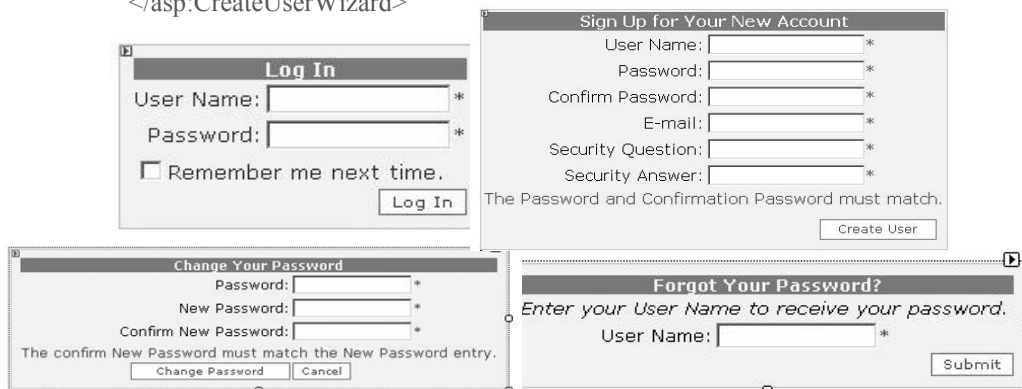 </asp:CreateUserWizard>
Log In
User Name: *
Password: *
Remember me next time.
Log In
Sign Up for Your New Account
User Name: *
Password: *
Confirm Password: *
E-mail: *
Security Question: *
Security Answer: *
The Password and Confirmation Password must match.
Create User
Change Your Password
Password: *
New Password: *
Confirm New Password: *
The confirm New Password must match the New Password entry.
Change Password Cancel
Forgot Your Password?
Enter your User Name to receive your password.
User Name: *
Submit